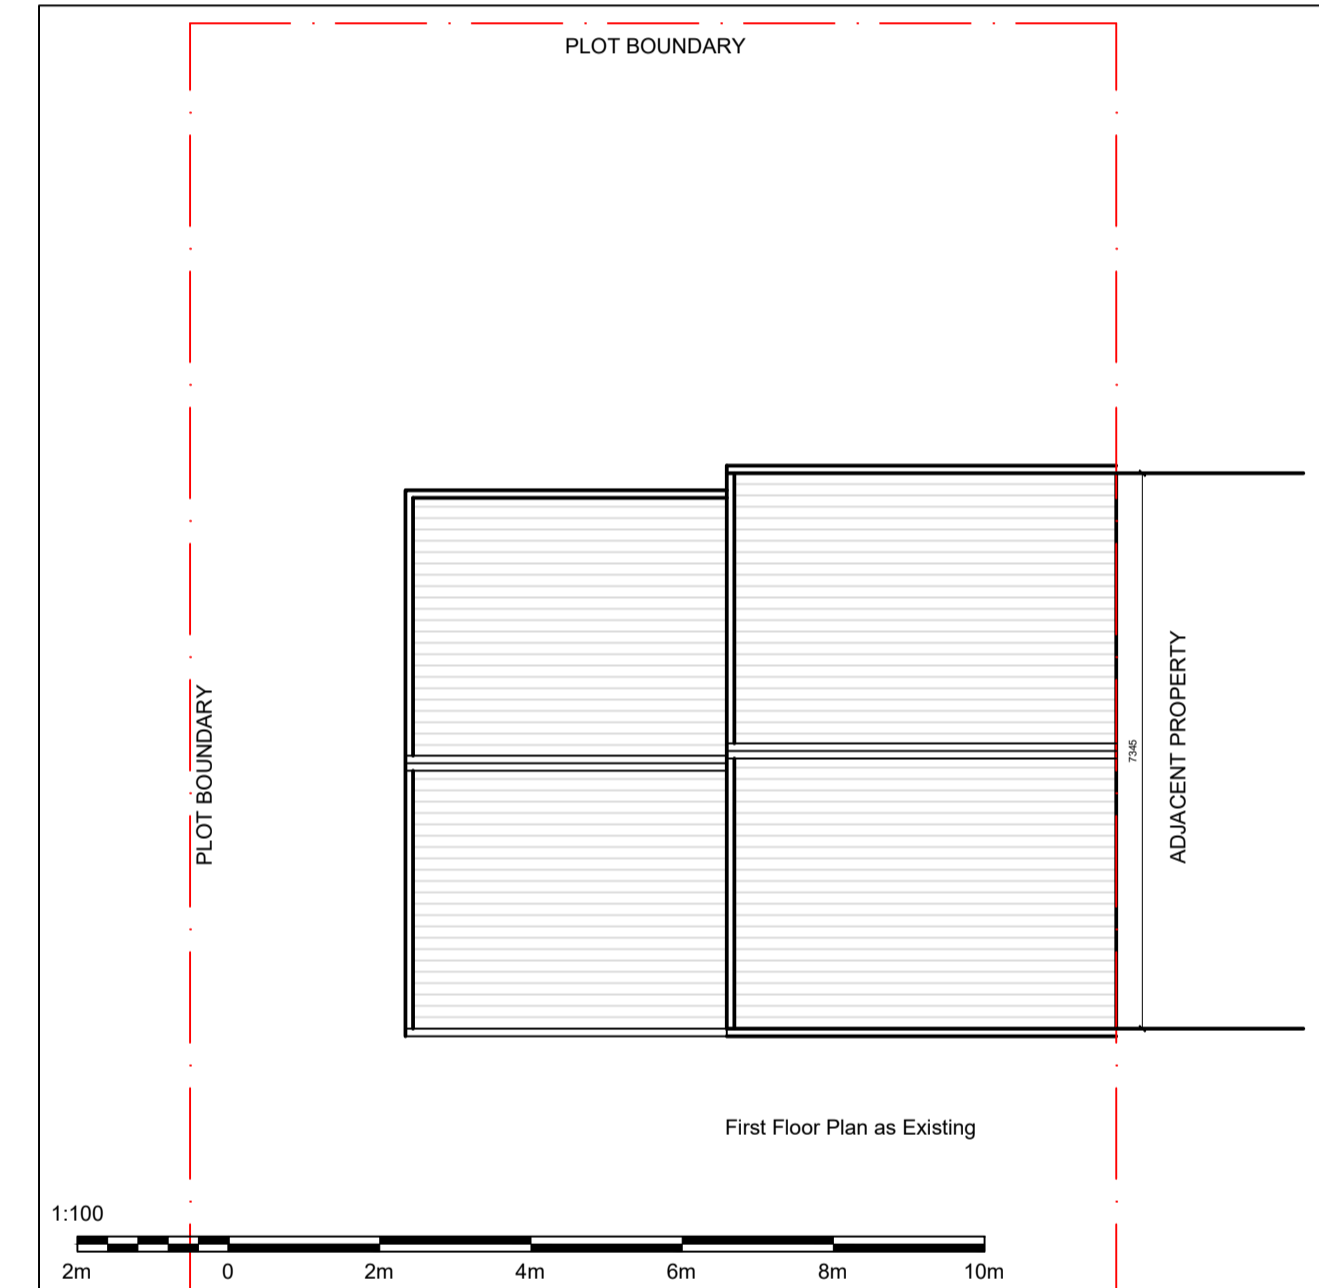 PLOT BOUNDARY
PLOT BOUNDARY
7345
ADJACENT PROPERTY
First Floor Plan as Existing
1:100
2m 0 2m 4m 6m 8m 10m